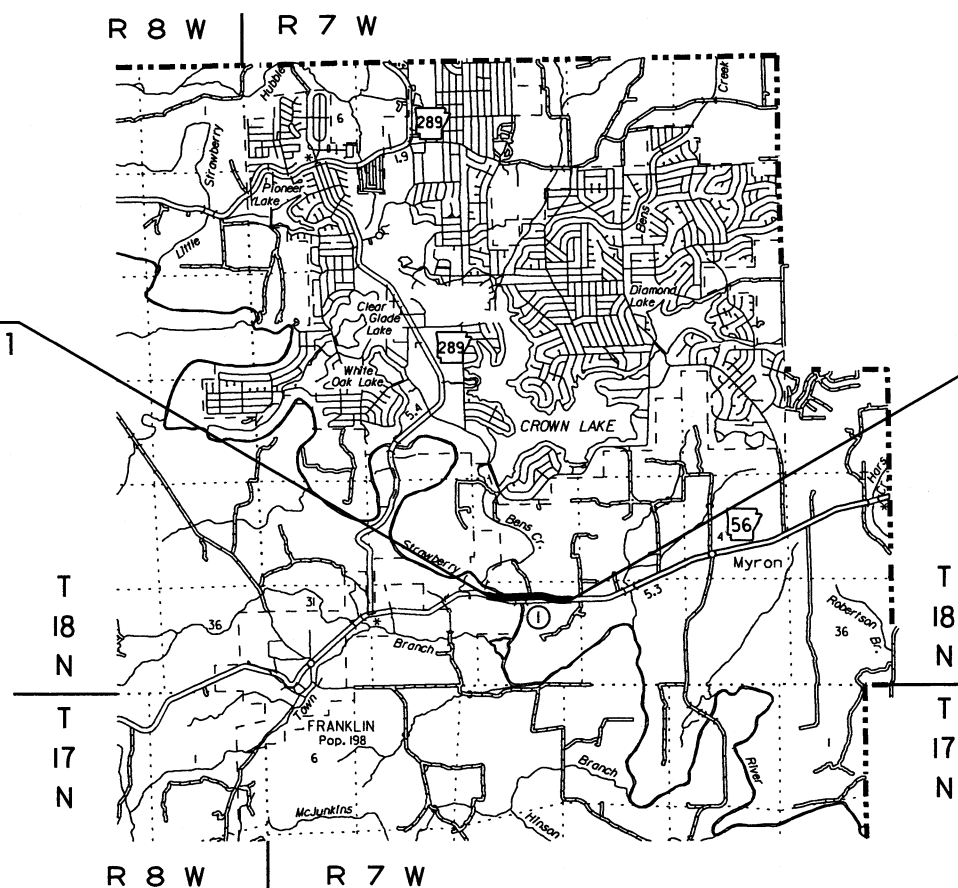 R 8 W
R 7 W
Hubble
6
289
Creek
1.9
Strawberry
Pioneer
Lake
Bens
Little
Diamond
Lake
Clear
Glade
Lake
1
289
White
Oak Lake
5.4
CROWN LAKE
Hars
Cr.
Bens Cr.
56
4
Myron
Strawberry
T
18
N
T
18
N
31
36
5.3
1
Robertson
Br.
36
Branch
Town
T
17
N
T
17
N
FRANKLIN
Pop. 198
6
Branch
River
McJunkins
Hinson
R 8 W
R 7 W